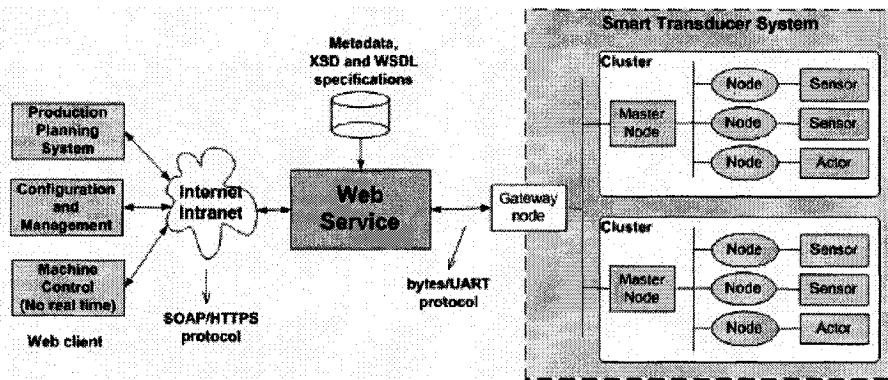 Smart Transducer System
Metadata,
XSD and WSDL
specifications
Production
Planning
System
Configuration
and
Management
Machine
Control
(No real time)
Web client
Internet
Intranet
SOAP/HTTPS
protocol
Web
Service
bytes/UART
protocol
Gateway
node
Cluster
Master
Node
Node
Sensor
Node
Sensor
Node
Actor
Cluster
Master
Node
Node
Sensor
Node
Sensor
Node
Actor